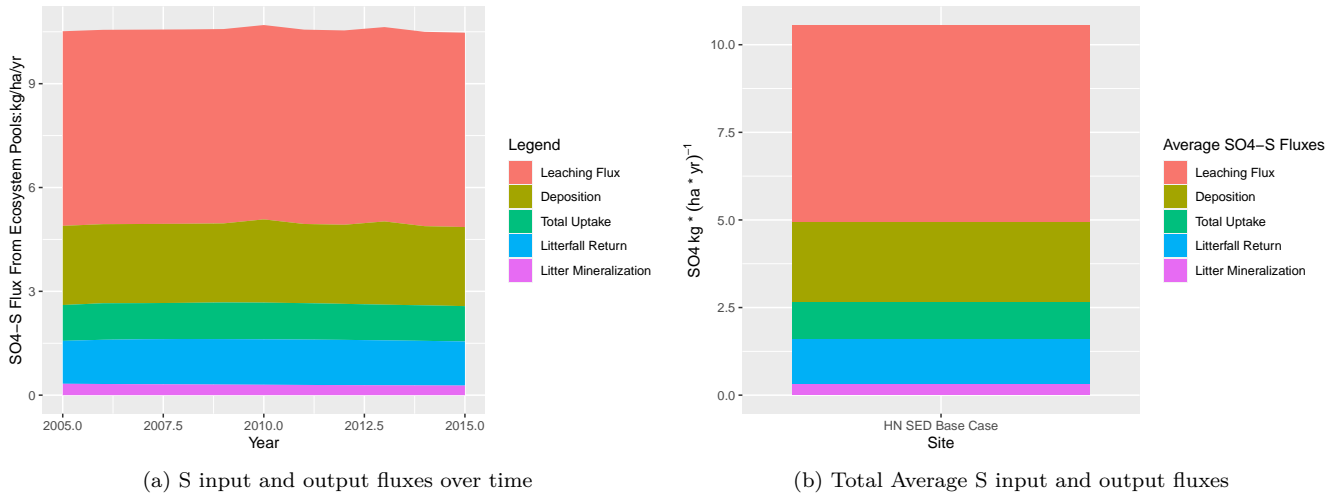 SO4−S Flux From Ecosystem Pools:kg/ha/yr
9
6
3
0
2005.0 2007.5 2010.0 2012.5 2015.0
Year
Legend
Leaching Flux
Deposition
Total Uptake
Litterfall Return
Litter Mineralization
(a) S input and output fluxes over time
SO4 kg * (ha * yr)⁻¹
10.0
7.5
5.0
2.5
0.0
HN SED Base Case
Site
Average SO4−S Fluxes
Leaching Flux
Deposition
Total Uptake
Litterfall Return
Litter Mineralization
(b) Total Average S input and output fluxes